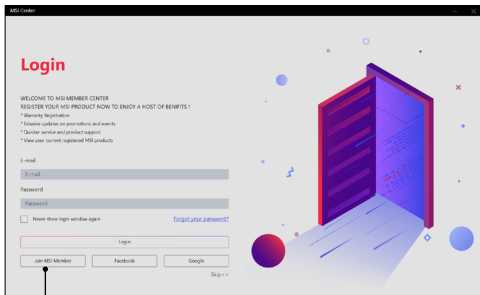 MSI Center
Login
WELCOME TO MSI MEMBER CENTER
REGISTER YOUR MSI PRODUCT NOW TO ENJOY A HOST OF BENIFITS !
* Warranty Registration
* Exlusive updates on promotions and events
* Quicker service and product support
* View your current registered MSI products
E-mail
E-mail
Password
Password
Never show login window again
Forgot your password?
Login
Join MSI Member
Facebook
Google
Skip>>